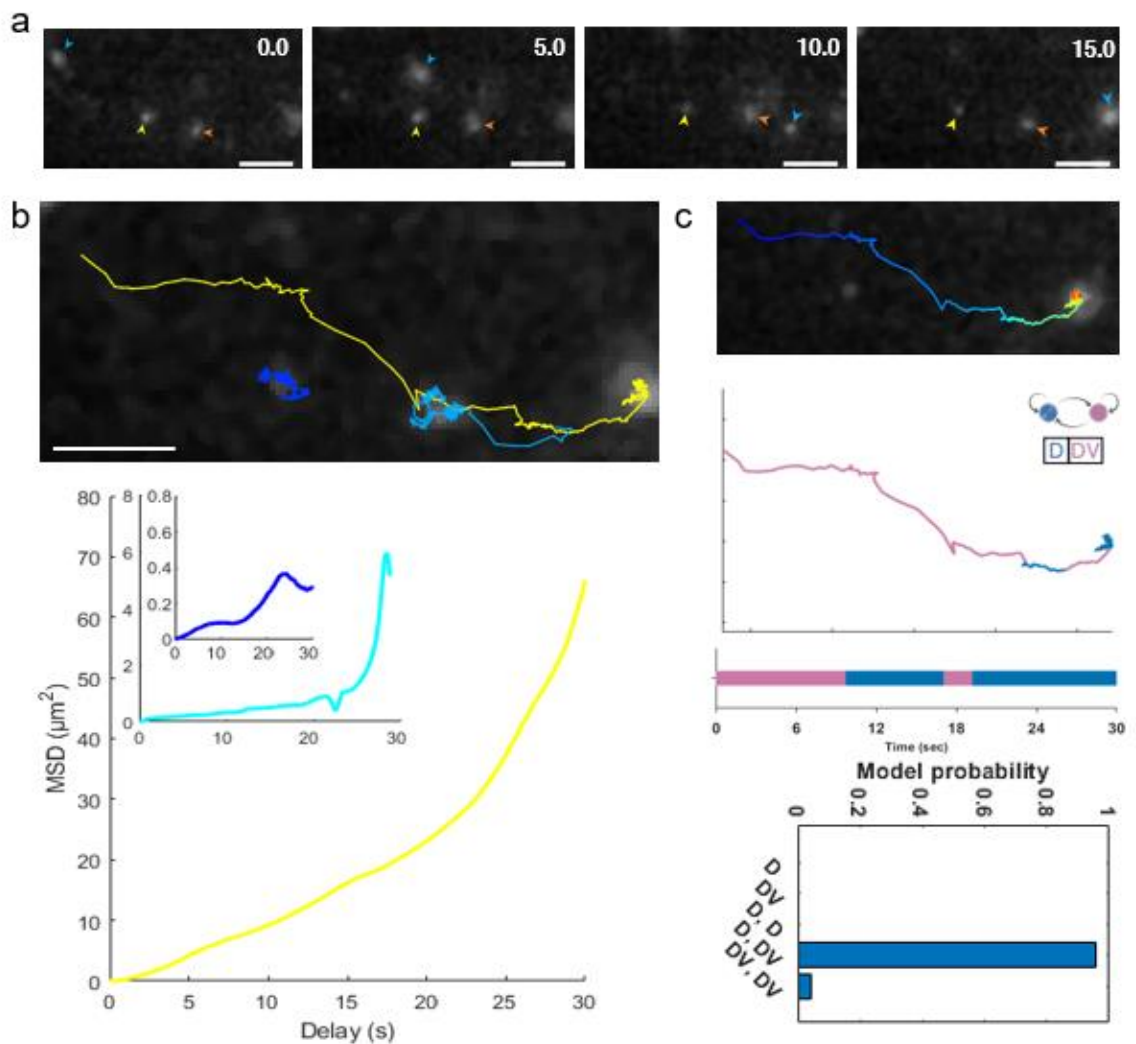 a
0.0 5.0 10.0 15.0
b
c
D DV
80
70
60
50
40
30
20
10
0
MSD (µm²)
8
6
4
2
0
0.8
0.6
0.4
0.2
0
0 10 20 30
0 10 20 30
0 5 10 15 20 25 30
Delay (s)
0 6 12 18 24 30
Time (sec)
Model probability
0 0.2 0.4 0.6 0.8 1
D
DV
D, D
D, DV
DV, DV